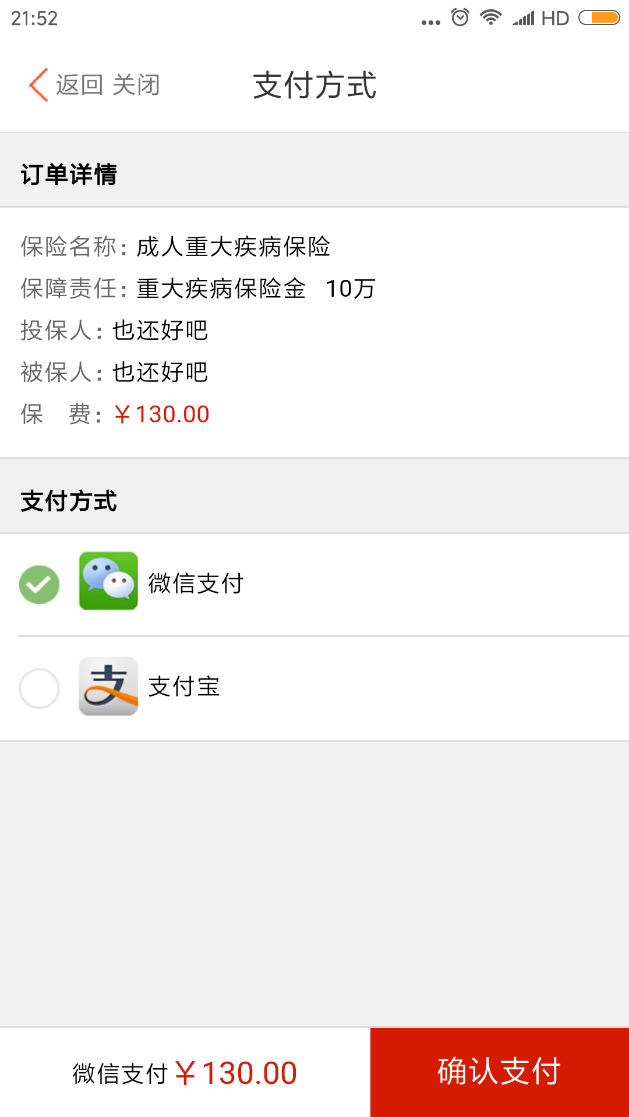 21:52 HD
返回 关闭 支付方式
订单详情
保险名称：成人重大疾病保险
保障责任：重大疾病保险金 10万
投保人：也还好吧
被保人：也还好吧
保 费：￥130.00
支付方式
微信支付
支 支付宝
微信支付￥130.00 确认支付